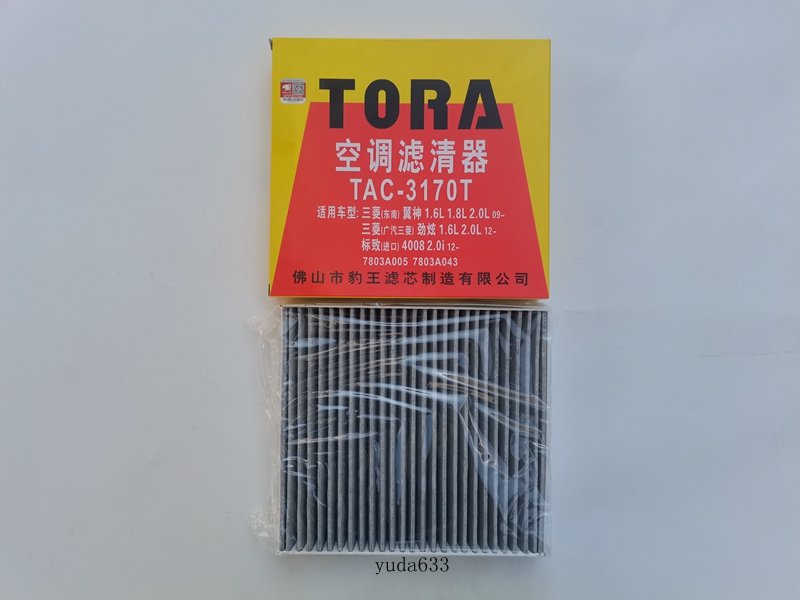 TORA
空调滤清器
TAC-3170T
适用车型: 三菱(东南) 翼神 1.6L 1.8L 2.0L 09-
三菱(广汽三菱) 劲炫 1.6L 2.0L 12-
标致(进口) 4008 2.0i 12-
7803A005 7803A043
佛山市豹王滤芯制造有限公司
yuda633